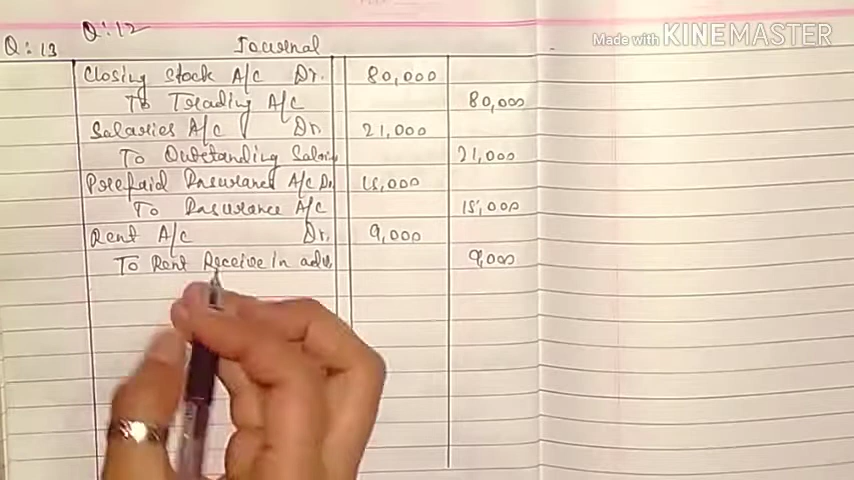 Q:12
Made with KINEMASTER
Q:13 Journal
Closing Stock A/C Dr. 80,000
To Trading A/C 80,000
Salaries A/C Dr. 21,000
To Outstanding Salari 21,000
Prepaid Insurance A/C Dr. 15,000
To Insurance A/C 15,000
Rent A/C Dr. 9,000
To Rent Receive in adv. 9,000